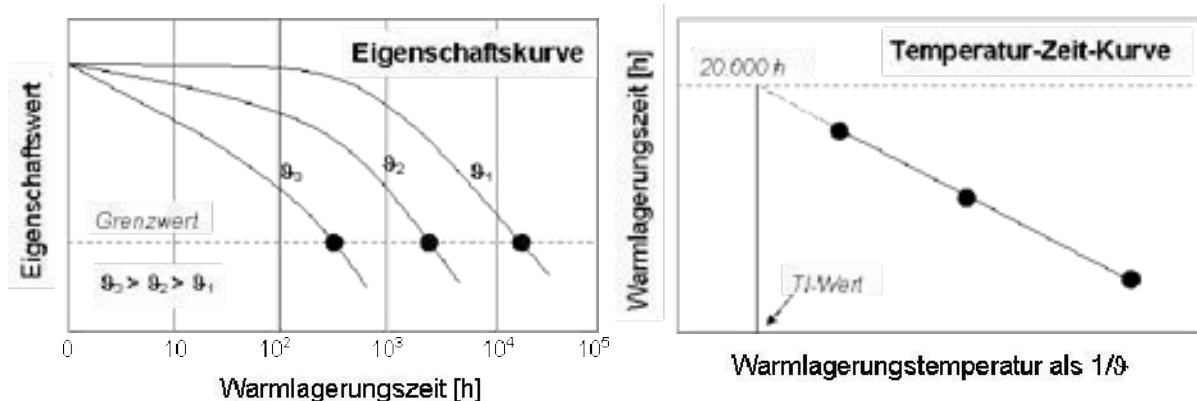 Eigenschaftskurve
Eigenschaftswert
ϑ₃
ϑ₂
ϑ₁
Grenzwert
ϑ₃ > ϑ₂ > ϑ₁
0 10 10² 10³ 10⁴ 10⁵
Warmlagerungszeit [h]
Temperatur-Zeit-Kurve
20.000 h
Warmlagerungszeit [h]
TI-Wert
Warmlagerungstemperatur als 1/ϑ